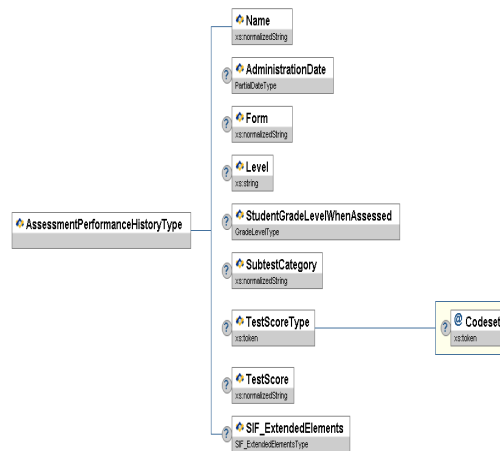 Name
xs:normalizedString
? AdministrationDate
PartialDateType
? Form
xs:normalizedString
? Level
xs:string
AssessmentPerformanceHistoryType
? StudentGradeLevelWhenAssessed
GradeLevelType
? SubtestCategory
xs:normalizedString
? TestScoreType
xs:token
? @ Codeset
xs:token
? TestScore
xs:normalizedString
? SIF_ExtendedElements
SIF_ExtendedElementsType